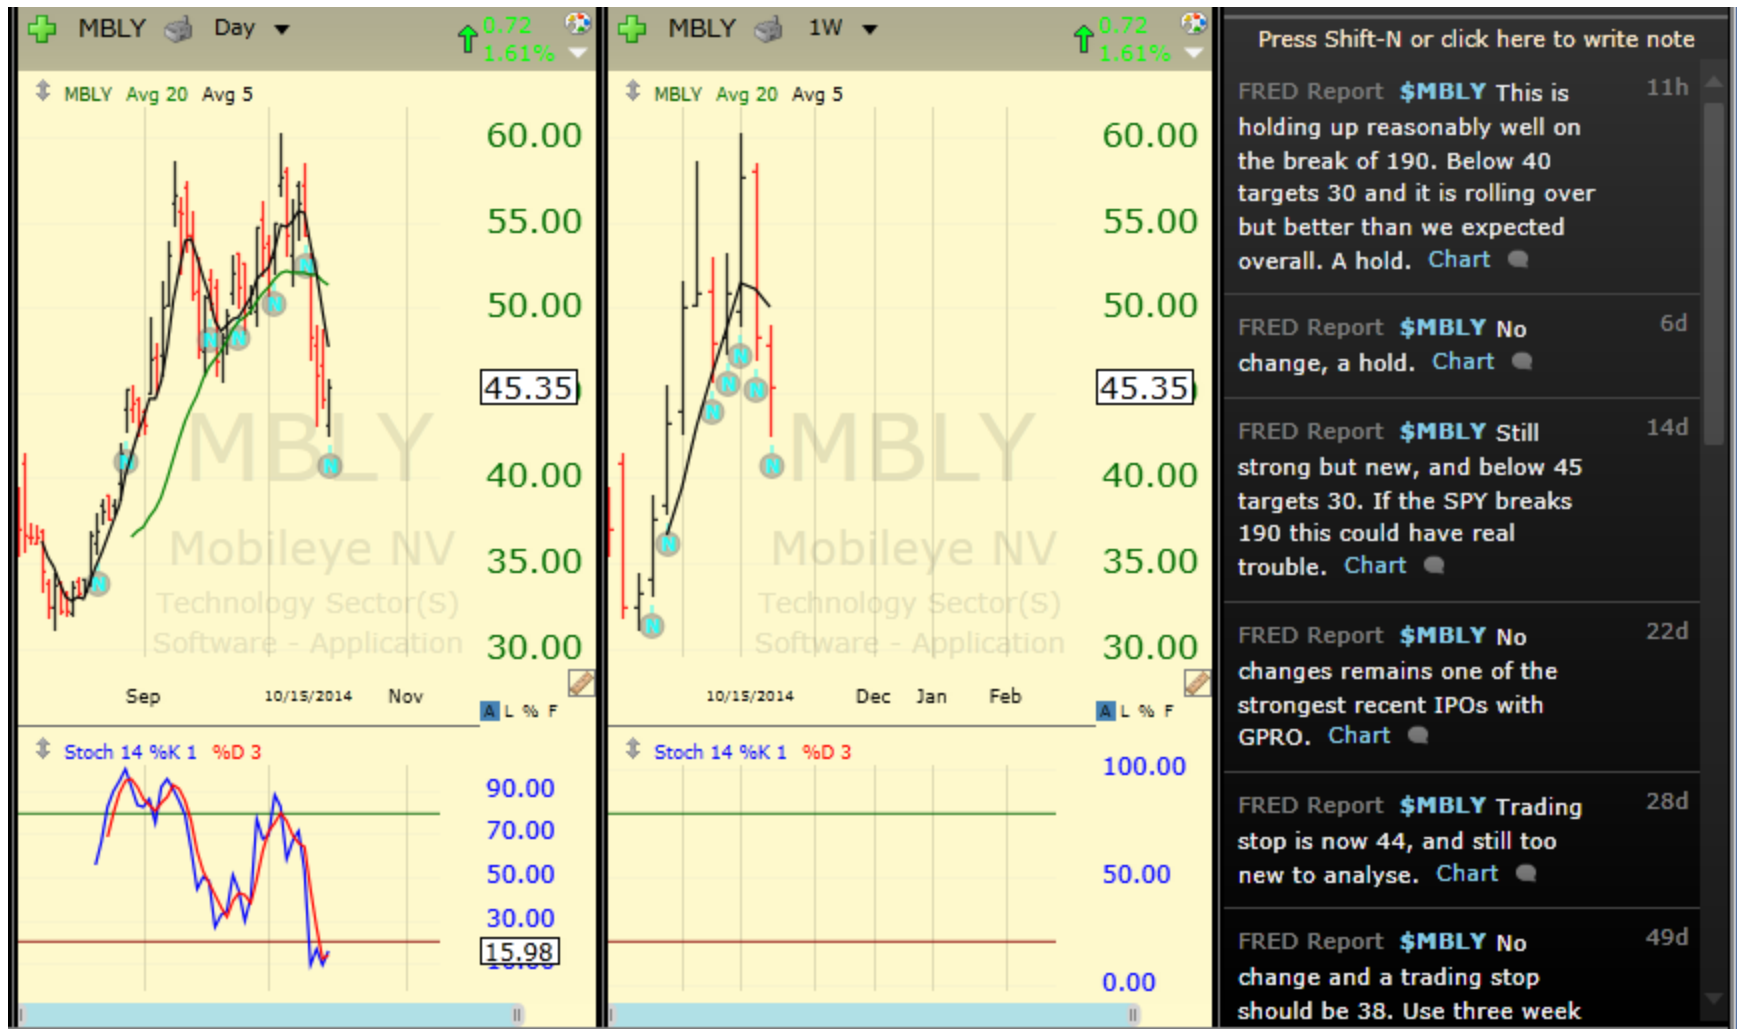 MBLY Day
0.72
1.61%
MBLY Avg 20 Avg 5
60.00
55.00
50.00
45.35
40.00
35.00
30.00
MBLY
Mobileye NV
Technology Sector(S)
Software - Application
N N N N N N N
Sep 10/15/2014 Nov
A L % F
Stoch 14 %K 1 %D 3
90.00
70.00
50.00
30.00
15.98
MBLY 1W
0.72
1.61%
MBLY Avg 20 Avg 5
60.00
55.00
50.00
45.35
40.00
35.00
30.00
MBLY
Mobileye NV
Technology Sector(S)
Software - Application
N N N N N N N
10/15/2014 Dec Jan Feb
A L % F
Stoch 14 %K 1 %D 3
100.00
50.00
0.00
Press Shift-N or click here to write note
FRED Report $MBLY This is 11h
holding up reasonably well on
the break of 190. Below 40
targets 30 and it is rolling over
but better than we expected
overall. A hold. Chart
FRED Report $MBLY No 6d
change, a hold. Chart
FRED Report $MBLY Still 14d
strong but new, and below 45
targets 30. If the SPY breaks
190 this could have real
trouble. Chart
FRED Report $MBLY No 22d
changes remains one of the
strongest recent IPOs with
GPRO. Chart
FRED Report $MBLY Trading 28d
stop is now 44, and still too
new to analyse. Chart
FRED Report $MBLY No 49d
change and a trading stop
should be 38. Use three week